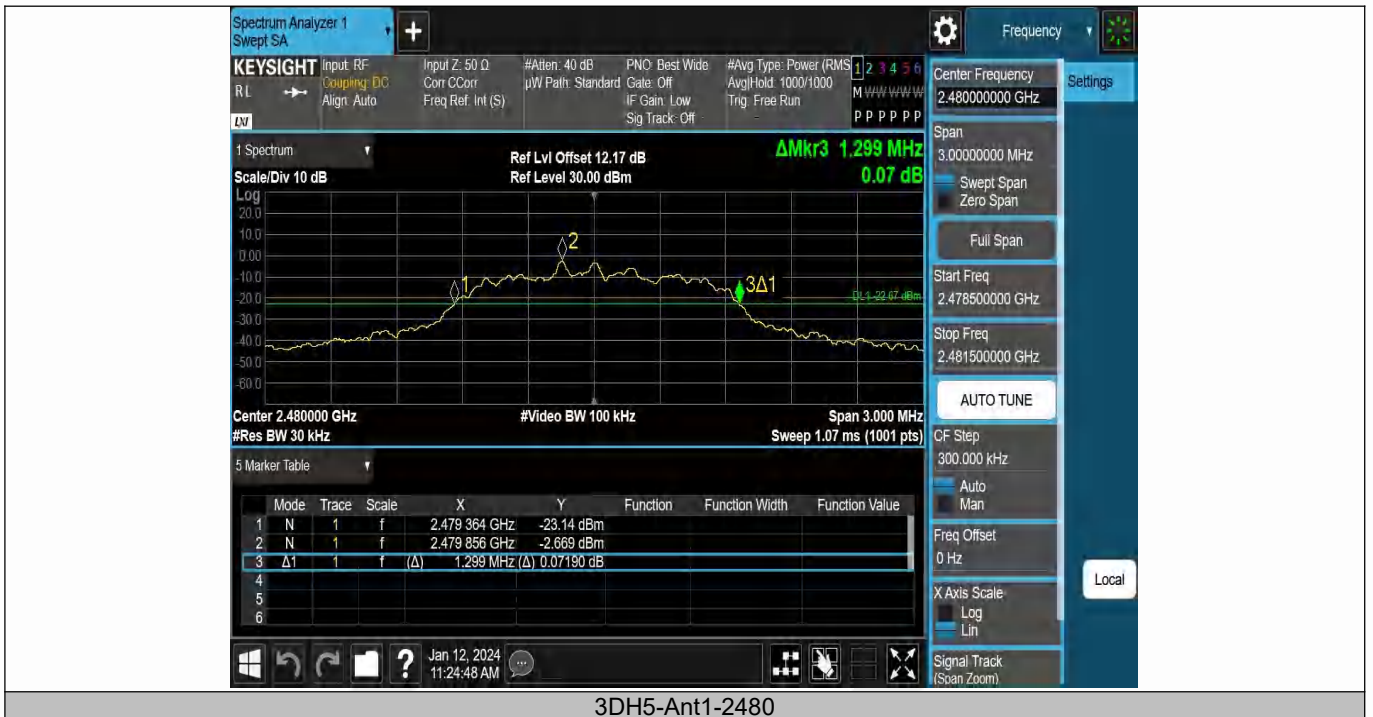 Spectrum Analyzer 1
Swept SA
Frequency
KEYSIGHT
RL
LXI
Input: RF
Coupling: DC
Align: Auto
Input Z: 50 Ω
Corr CCorr
Freq Ref: Int (S)
#Atten: 40 dB
µW Path: Standard
PNO: Best Wide
Gate: Off
IF Gain: Low
Sig Track: Off
#Avg Type: Power (RMS
Avg|Hold: 1000/1000
Trig: Free Run
1 2 3 4 5 6
M W W W W W
P P P P P P
1 Spectrum
Scale/Div 10 dB
Ref Lvl Offset 12.17 dB
Ref Level 30.00 dBm
ΔMkr3 1.299 MHz
0.07 dB
Log
20.0
10.0
0.00
-10.0
-20.0
-30.0
-40.0
-50.0
-60.0
1
2
3Δ1
DL1 -22.67 dBm
Center 2.480000 GHz
#Res BW 30 kHz
#Video BW 100 kHz
Span 3.000 MHz
Sweep 1.07 ms (1001 pts)
5 Marker Table
Mode Trace Scale X Y Function Function Width Function Value
1 N 1 f 2.479 364 GHz -23.14 dBm
2 N 1 f 2.479 856 GHz -2.669 dBm
3 Δ1 1 f (Δ) 1.299 MHz (Δ) 0.07190 dB
4
5
6
Jan 12, 2024
11:24:48 AM
Center Frequency
2.480000000 GHz
Settings
Span
3.00000000 MHz
Swept Span
Zero Span
Full Span
Start Freq
2.478500000 GHz
Stop Freq
2.481500000 GHz
AUTO TUNE
CF Step
300.000 kHz
Auto
Man
Freq Offset
0 Hz
Local
X Axis Scale
Log
Lin
Signal Track
(Span Zoom)
3DH5-Ant1-2480